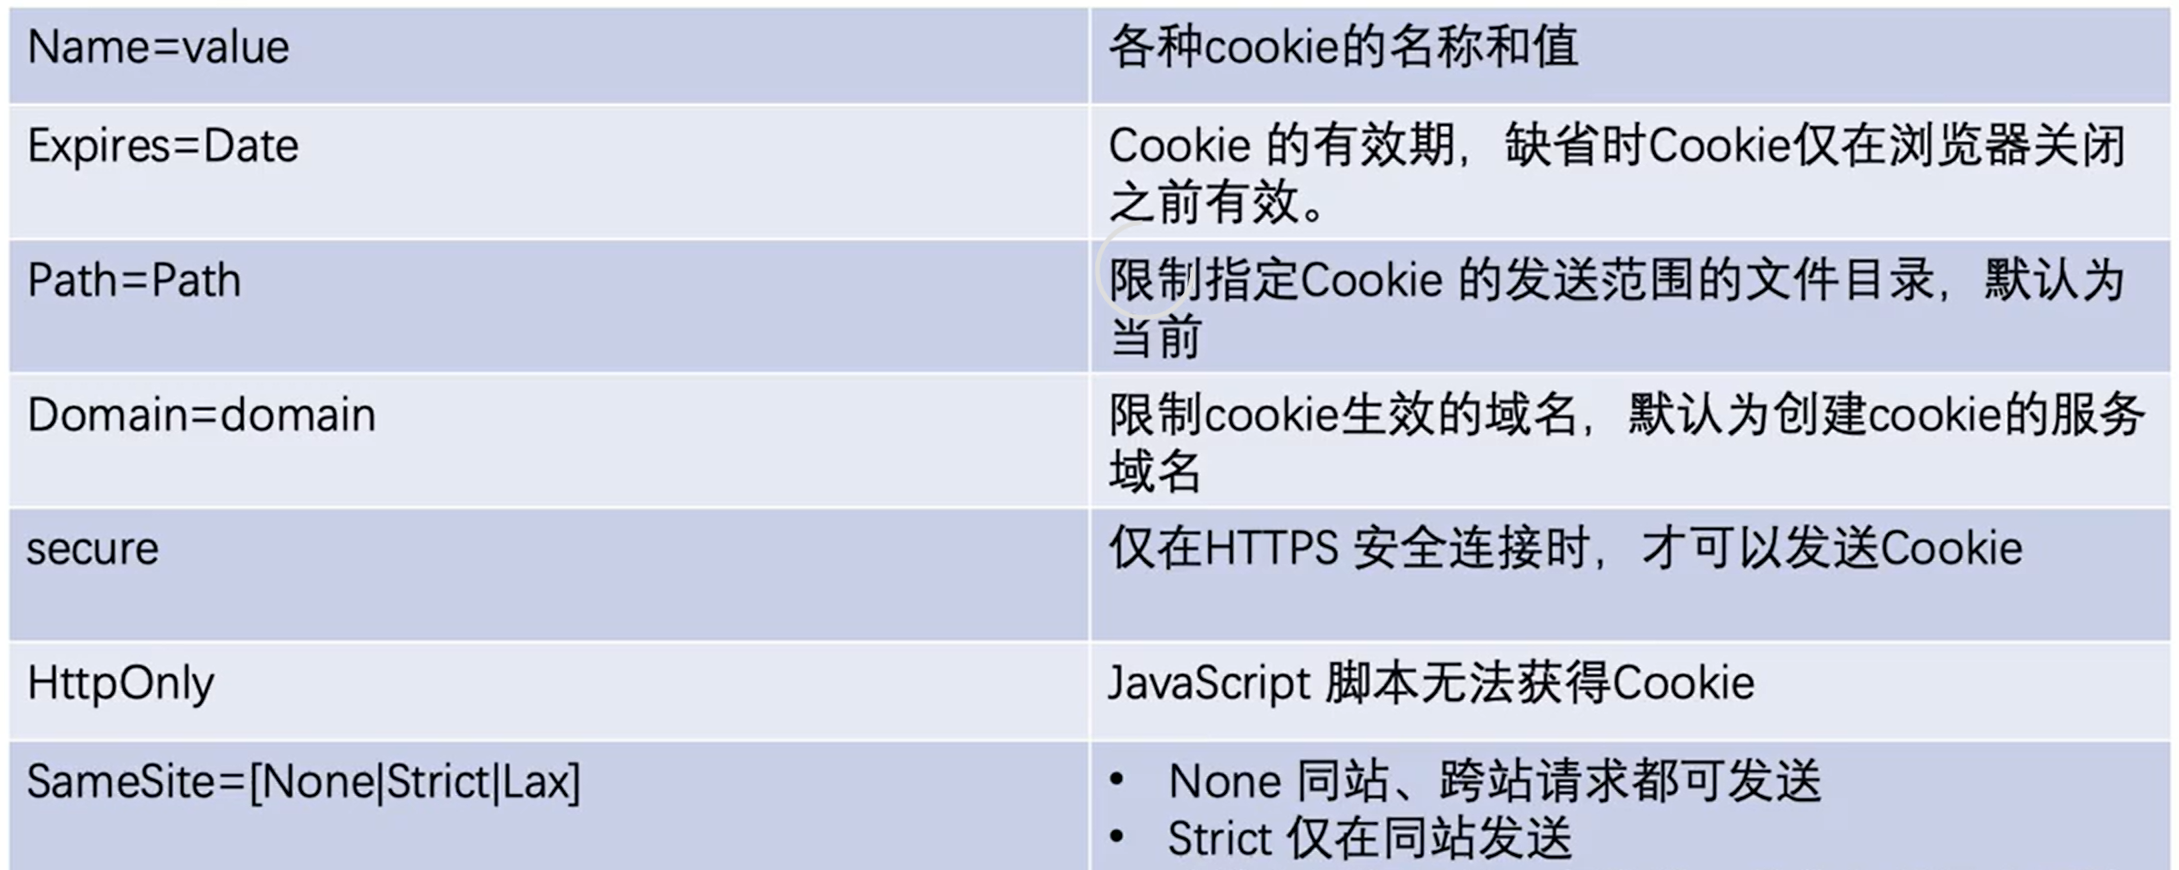 Name=value
各种cookie的名称和值
Expires=Date
Cookie 的有效期，缺省时Cookie仅在浏览器关闭
之前有效。
Path=Path
限制指定Cookie 的发送范围的文件目录，默认为
当前
Domain=domain
限制cookie生效的域名，默认为创建cookie的服务
域名
secure
仅在HTTPS 安全连接时，才可以发送Cookie
HttpOnly
JavaScript 脚本无法获得Cookie
SameSite=[None|Strict|Lax]
• None 同站、跨站请求都可发送
• Strict 仅在同站发送